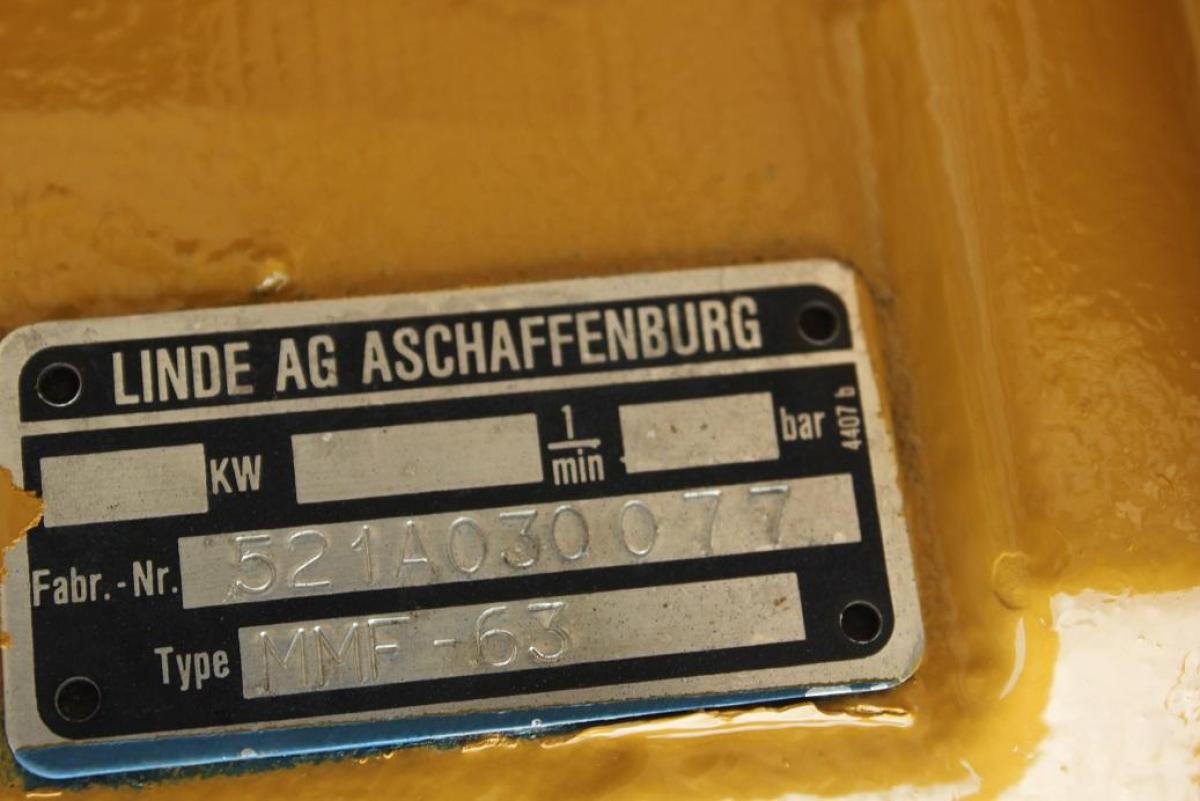 LINDE AG ASCHAFFENBURG
KW 1/min bar 4407 b
Fabr.-Nr. 521A030077
Type MMF-63